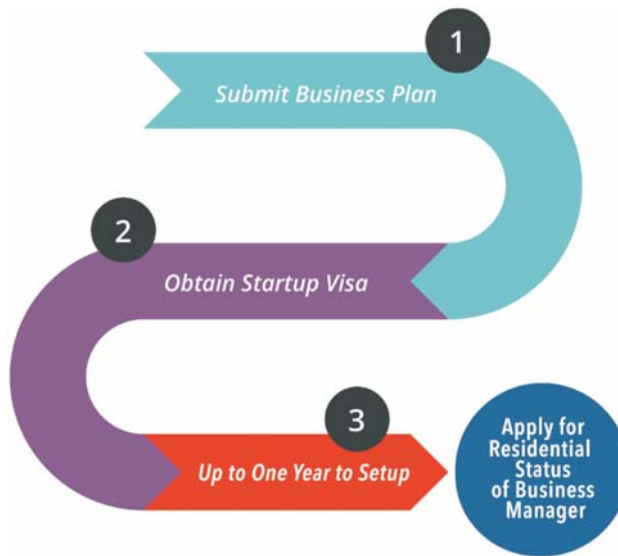 1
Submit Business Plan
2
Obtain Startup Visa
3
Up to One Year to Setup
Apply for
Residential
Status
of Business
Manager